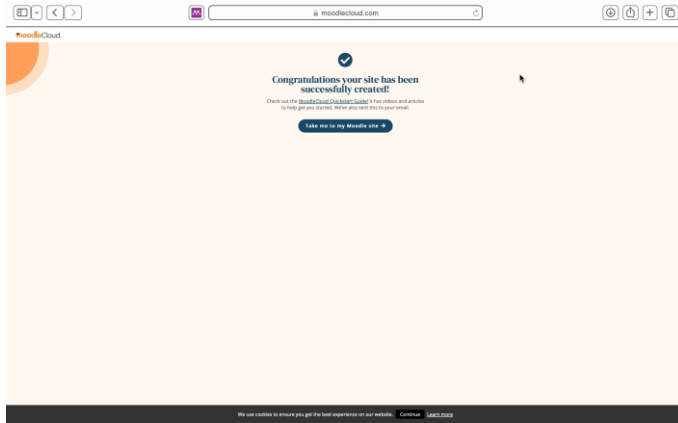 moodlecloud.com
moodleCloud.
Congratulations your site has been
successfully created!
Check out the MoodleCloud Quickstart Guide! It has videos and articles
to help get you started. We've also sent this to your email.
Take me to my Moodle site →
We use cookies to ensure you get the best experience on our website. Continue Learn more